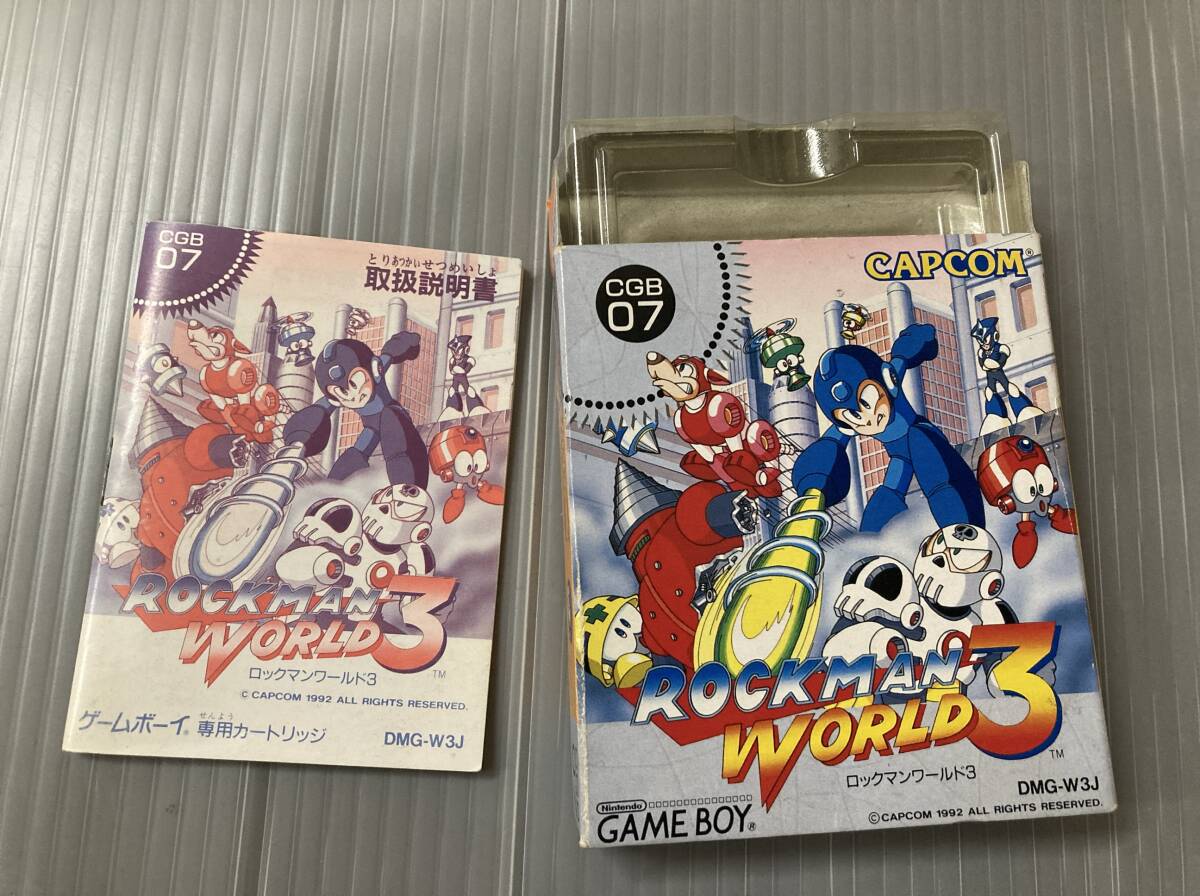 CGB
07
とりあつかいせつめいしょ
取扱説明書
ROCKMAN
WORLD 3
TM
ロックマンワールド3
© CAPCOM 1992 ALL RIGHTS RESERVED.
せんよう
ゲームボーイ® 専用カートリッジ
DMG-W3J
CGB
07
CAPCOM®
ROCKMAN
WORLD 3
TM
ロックマンワールド3
DMG-W3J
© CAPCOM 1992 ALL RIGHTS RESERVED.
Nintendo
GAME BOY®